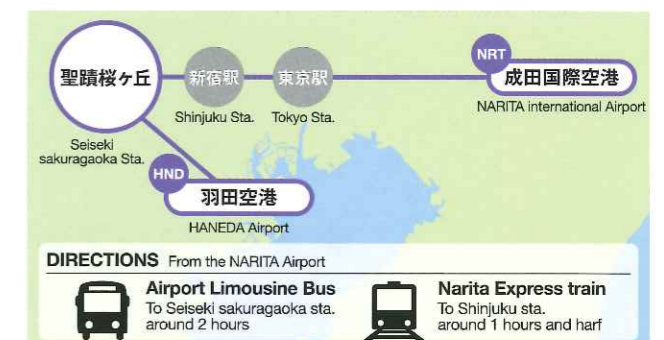 NRT
聖蹟桜ヶ丘
新宿駅
東京駅
成田国際空港
Shinjuku Sta.
Tokyo Sta.
NARITA international Airport
Seiseki
sakuragaoka Sta.
HND
羽田空港
HANEDA Airport
DIRECTIONS From the NARITA Airport
Airport Limousine Bus
To Seiseki sakuragaoka sta.
around 2 hours
Narita Express train
To Shinjuku sta.
around 1 hours and harf